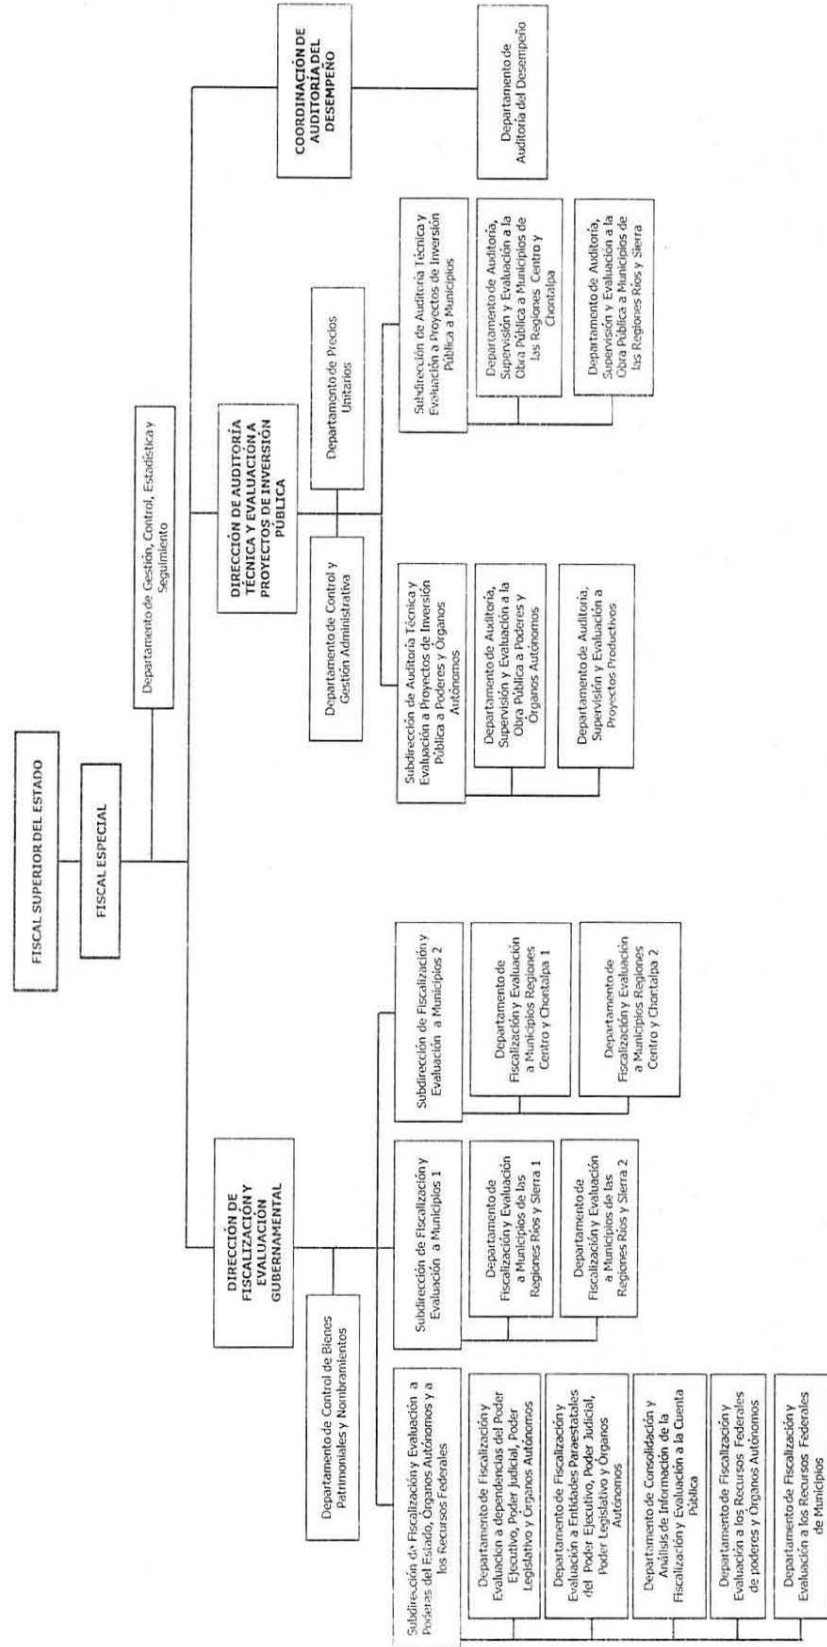 FISCAL SUPERIOR DEL ESTADO
FISCAL ESPECIAL
Departamento de Gestión, Control, Estadística y
Seguimiento
DIRECCIÓN DE
FISCALIZACIÓN Y
EVALUACIÓN
GUBERNAMENTAL
DIRECCIÓN DE AUDITORÍA
TÉCNICA Y EVALUACIÓN A
PROYECTOS DE INVERSIÓN
PÚBLICA
COORDINACIÓN DE
AUDITORÍA DEL
DESEMPEÑO
Departamento de Control de Bienes
Patrimoniales y Nombramientos
Departamento de Control y
Gestión Administrativa
Departamento de Precios
Unitarios
Subdirección de Fiscalización y Evaluación a
Poderes del Estado, Órganos Autónomos y a
los Recursos Federales
Departamento de Fiscalización y
Evaluación a dependencias del Poder
Ejecutivo, Poder Judicial, Poder
Legislativo y Órganos Autónomos
Departamento de Fiscalización y
Evaluación a Entidades Paraestatales
del Poder Ejecutivo, Poder Judicial,
Poder Legislativo y Órganos
Autónomos
Departamento de Consolidación y
Análisis de Información de la
Fiscalización y Evaluación a la Cuenta
Pública
Departamento de Fiscalización y
Evaluación a los Recursos Federales
de poderes y Órganos Autónomos
Departamento de Fiscalización y
Evaluación a los Recursos Federales
de Municipios
Subdirección de Fiscalización y
Evaluación a Municipios 1
Departamento de
Fiscalización y Evaluación
a Municipios de las
Regiones Ríos y Sierra 1
Departamento de
Fiscalización y Evaluación
a Municipios de las
Regiones Ríos y Sierra 2
Subdirección de Fiscalización y
Evaluación a Municipios 2
Departamento de
Fiscalización y Evaluación
a Municipios Regiones
Centro y Chontalpa 1
Departamento de
Fiscalización y Evaluación
a Municipios Regiones
Centro y Chontalpa 2
Subdirección de Auditoría Técnica y
Evaluación a Proyectos de Inversión
Pública a Poderes y Órganos
Autónomos
Departamento de Auditoría,
Supervisión y Evaluación a la
Obra Pública a Poderes y
Órganos Autónomos
Departamento de Auditoría,
Supervisión y Evaluación a
Proyectos Productivos
Subdirección de Auditoría Técnica y
Evaluación a Proyectos de Inversión
Pública a Municipios
Departamento de Auditoría,
Supervisión y Evaluación a la
Obra Pública a Municipios de
las Regiones Centro y
Chontalpa
Departamento de Auditoría,
Supervisión y Evaluación a la
Obra Pública a Municipios de
las Regiones Ríos y Sierra
Departamento de
Auditoría del Desempeño